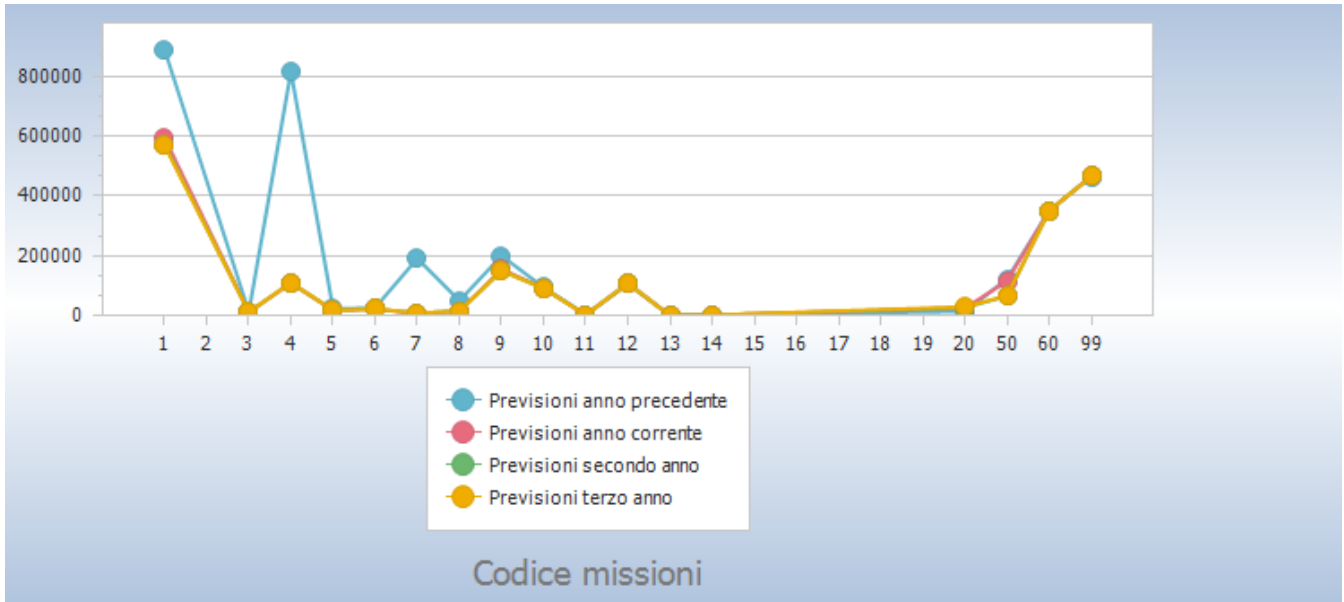 800000
600000
400000
200000
0
1 2 3 4 5 6 7 8 9 10 11 12 13 14 15 16 17 18 19 20 50 60 99
Previsioni anno precedente
Previsioni anno corrente
Previsioni secondo anno
Previsioni terzo anno
Codice missioni